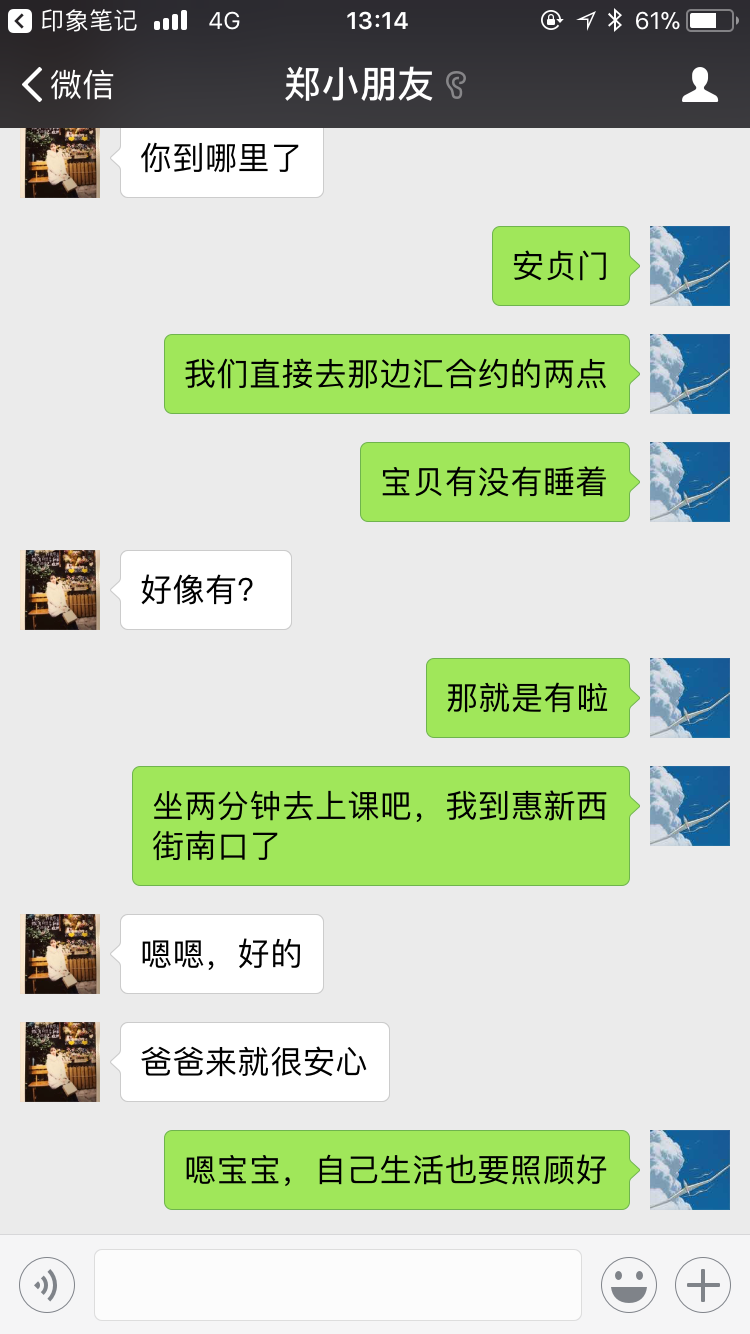 印象笔记 4G 13:14 61%
微信 郑小朋友
你到哪里了
安贞门
我们直接去那边汇合约的两点
宝贝有没有睡着
好像有?
那就是有啦
坐两分钟去上课吧，我到惠新西
街南口了
嗯嗯，好的
爸爸来就很安心
嗯宝宝，自己生活也要照顾好